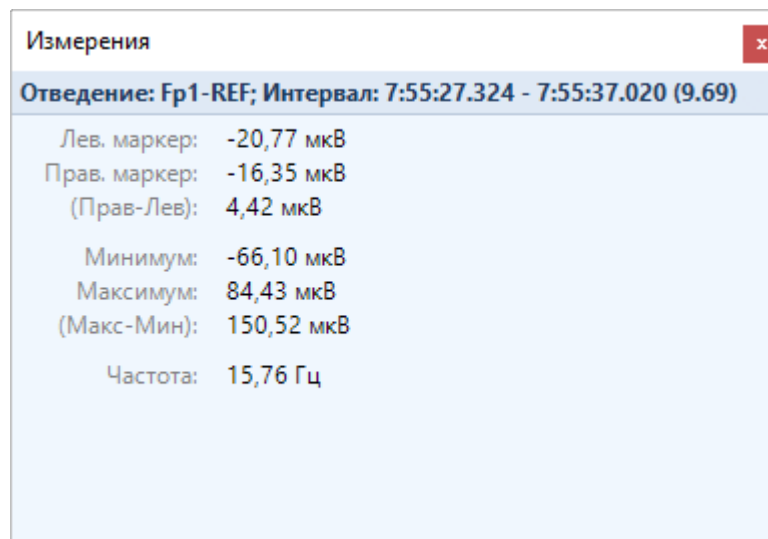 Измерения
x
Отведение: Fp1-REF; Интервал: 7:55:27.324 - 7:55:37.020 (9.69)
Лев. маркер: -20,77 мкВ
Прав. маркер: -16,35 мкВ
(Прав-Лев): 4,42 мкВ
Минимум: -66,10 мкВ
Максимум: 84,43 мкВ
(Макс-Мин): 150,52 мкВ
Частота: 15,76 Гц